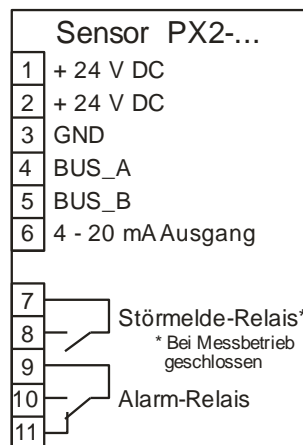 Sensor PX2-...
1 + 24 V DC
2 + 24 V DC
3 GND
4 BUS_A
5 BUS_B
6 4 - 20 mA Ausgang
7
8 Störmelde-Relais*
* Bei Messbetrieb
geschlossen
9
10 Alarm-Relais
11